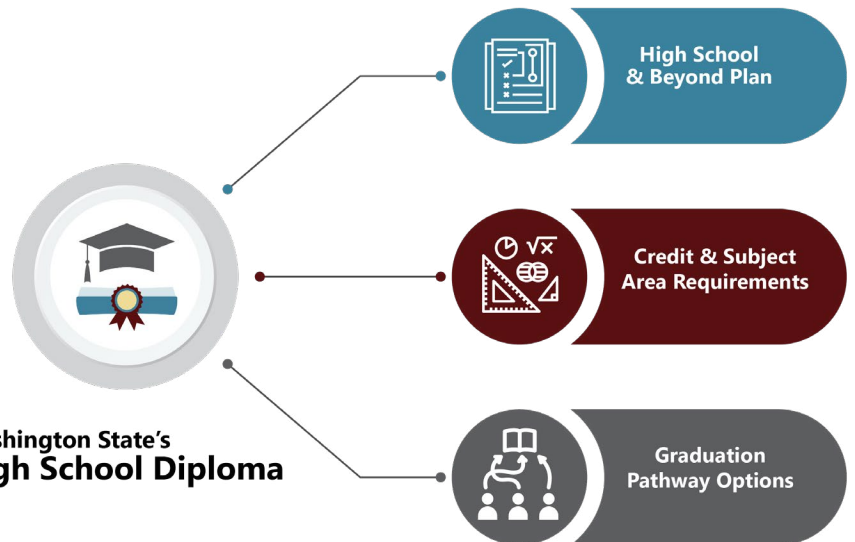 High School
& Beyond Plan
√x
Credit & Subject
Area Requirements
shington State's
gh School Diploma
Graduation
Pathway Options